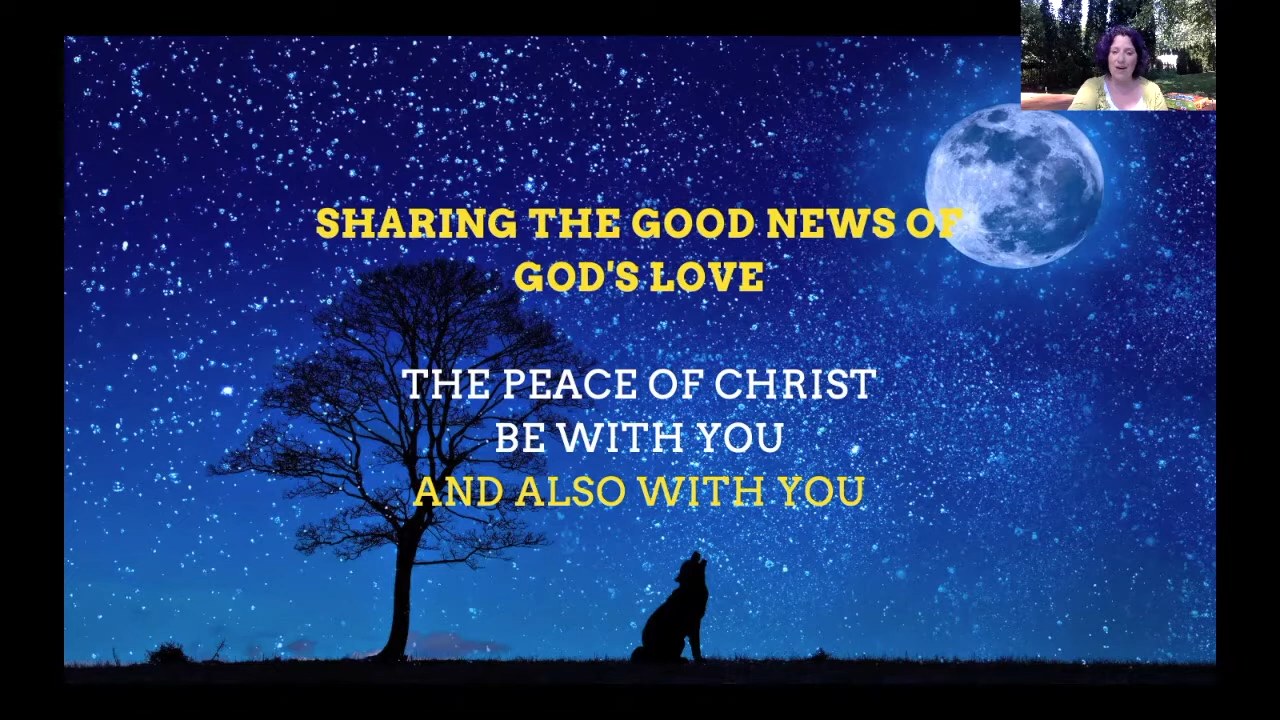 SHARING THE GOOD NEWS OF
GOD'S LOVE
THE PEACE OF CHRIST
BE WITH YOU
AND ALSO WITH YOU